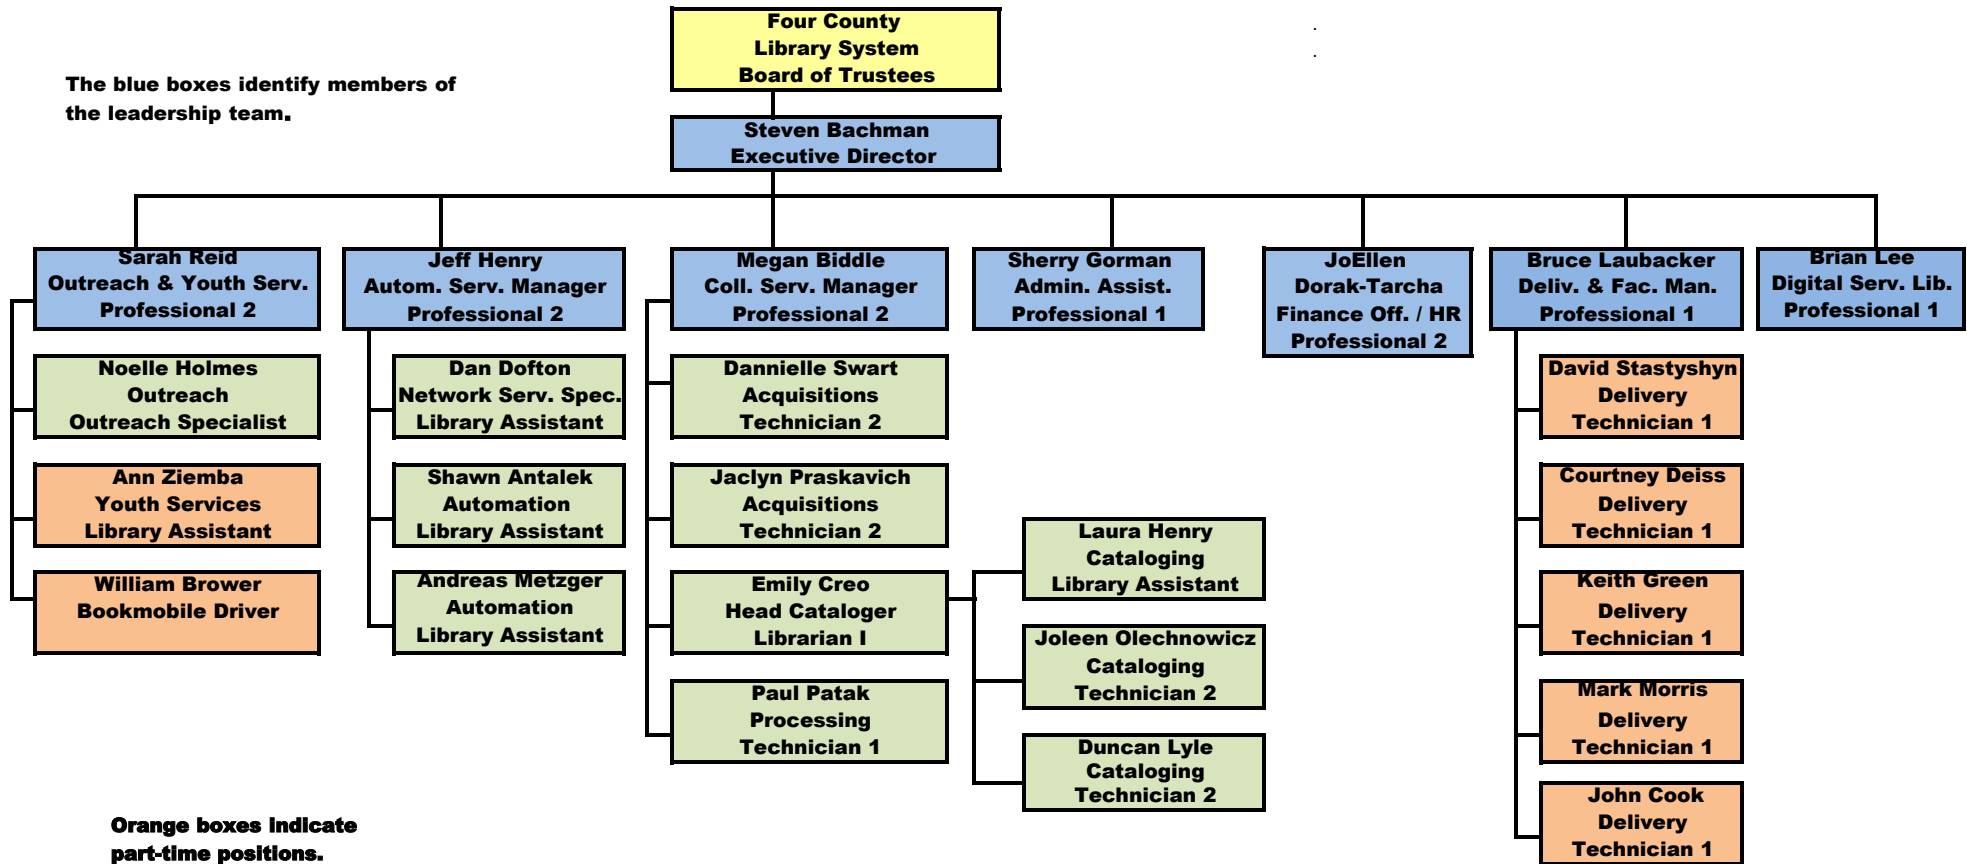 Four County
Library System
Board of Trustees
The blue boxes identify members of
the leadership team.
Steven Bachman
Executive Director
Sarah Reid
Outreach & Youth Serv.
Professional 2
Jeff Henry
Autom. Serv. Manager
Professional 2
Megan Biddle
Coll. Serv. Manager
Professional 2
Sherry Gorman
Admin. Assist.
Professional 1
JoEllen
Dorak-Tarcha
Finance Off. / HR
Professional 2
Bruce Laubacker
Deliv. & Fac. Man.
Professional 1
Brian Lee
Digital Serv. Lib.
Professional 1
Noelle Holmes
Outreach
Outreach Specialist
Ann Ziemba
Youth Services
Library Assistant
William Brower
Bookmobile Driver
Dan Dofton
Network Serv. Spec.
Library Assistant
Shawn Antalek
Automation
Library Assistant
Andreas Metzger
Automation
Library Assistant
Dannielle Swart
Acquisitions
Technician 2
Jaclyn Praskavich
Acquisitions
Technician 2
Emily Creo
Head Cataloger
Librarian I
Paul Patak
Processing
Technician 1
Laura Henry
Cataloging
Library Assistant
Joleen Olechnowicz
Cataloging
Technician 2
Duncan Lyle
Cataloging
Technician 2
David Stastyshyn
Delivery
Technician 1
Courtney Deiss
Delivery
Technician 1
Keith Green
Delivery
Technician 1
Mark Morris
Delivery
Technician 1
John Cook
Delivery
Technician 1
Orange boxes indicate
part-time positions.